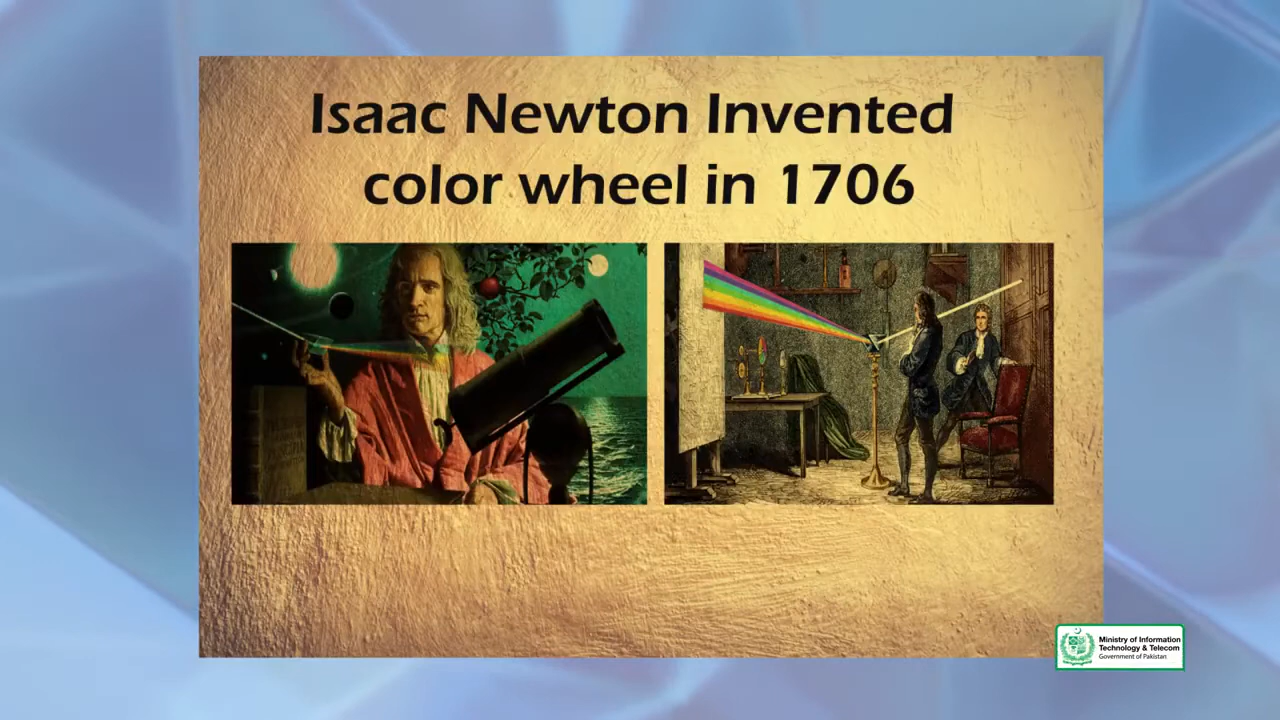 Isaac Newton Invented
color wheel in 1706
Ministry of Information
Technology & Telecom
Government of Pakistan